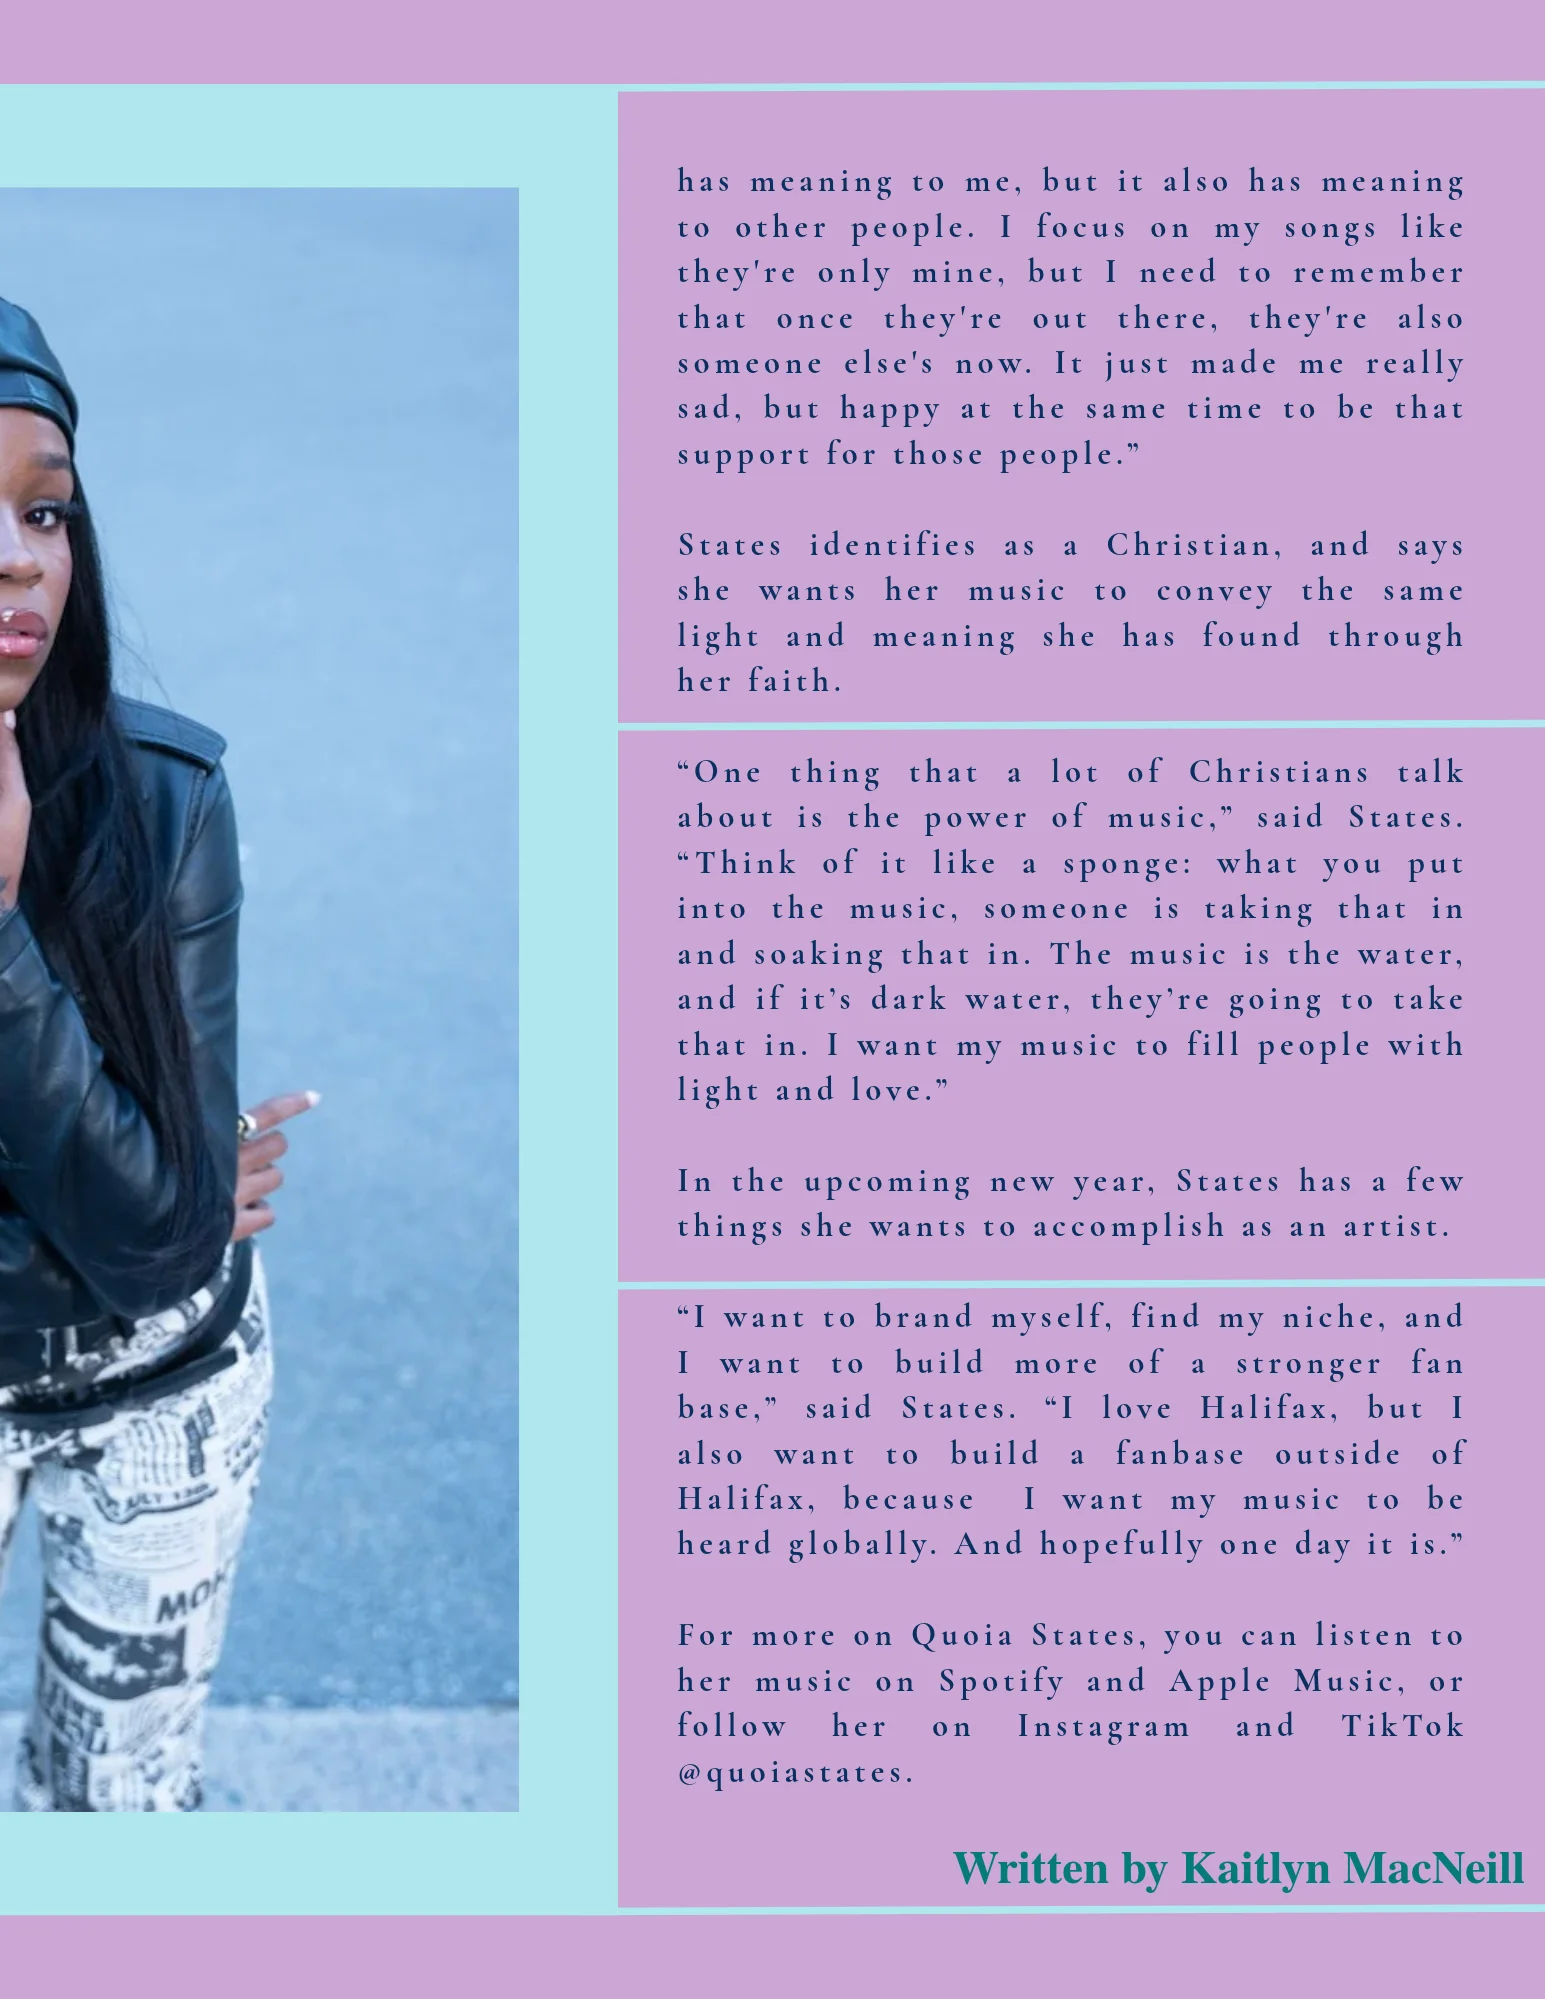 has meaning to me, but it also has meaning
to other people. I focus on my songs like
they're only mine, but I need to remember
that once they're out there, they're also
someone else's now. It just made me really
sad, but happy at the same time to be that
support for those people.”
States identifies as a Christian, and says
she wants her music to convey the same
light and meaning she has found through
her faith.
“One thing that a lot of Christians talk
about is the power of music,” said States.
“Think of it like a sponge: what you put
into the music, someone is taking that in
and soaking that in. The music is the water,
and if it’s dark water, they’re going to take
that in. I want my music to fill people with
light and love.”
In the upcoming new year, States has a few
things she wants to accomplish as an artist.
“I want to brand myself, find my niche, and
I want to build more of a stronger fan
base,” said States. “I love Halifax, but I
also want to build a fanbase outside of
Halifax, because I want my music to be
heard globally. And hopefully one day it is.”
For more on Quoia States, you can listen to
her music on Spotify and Apple Music, or
follow her on Instagram and TikTok
@quoiastates.
Written by Kaitlyn MacNeill
JULY 13th